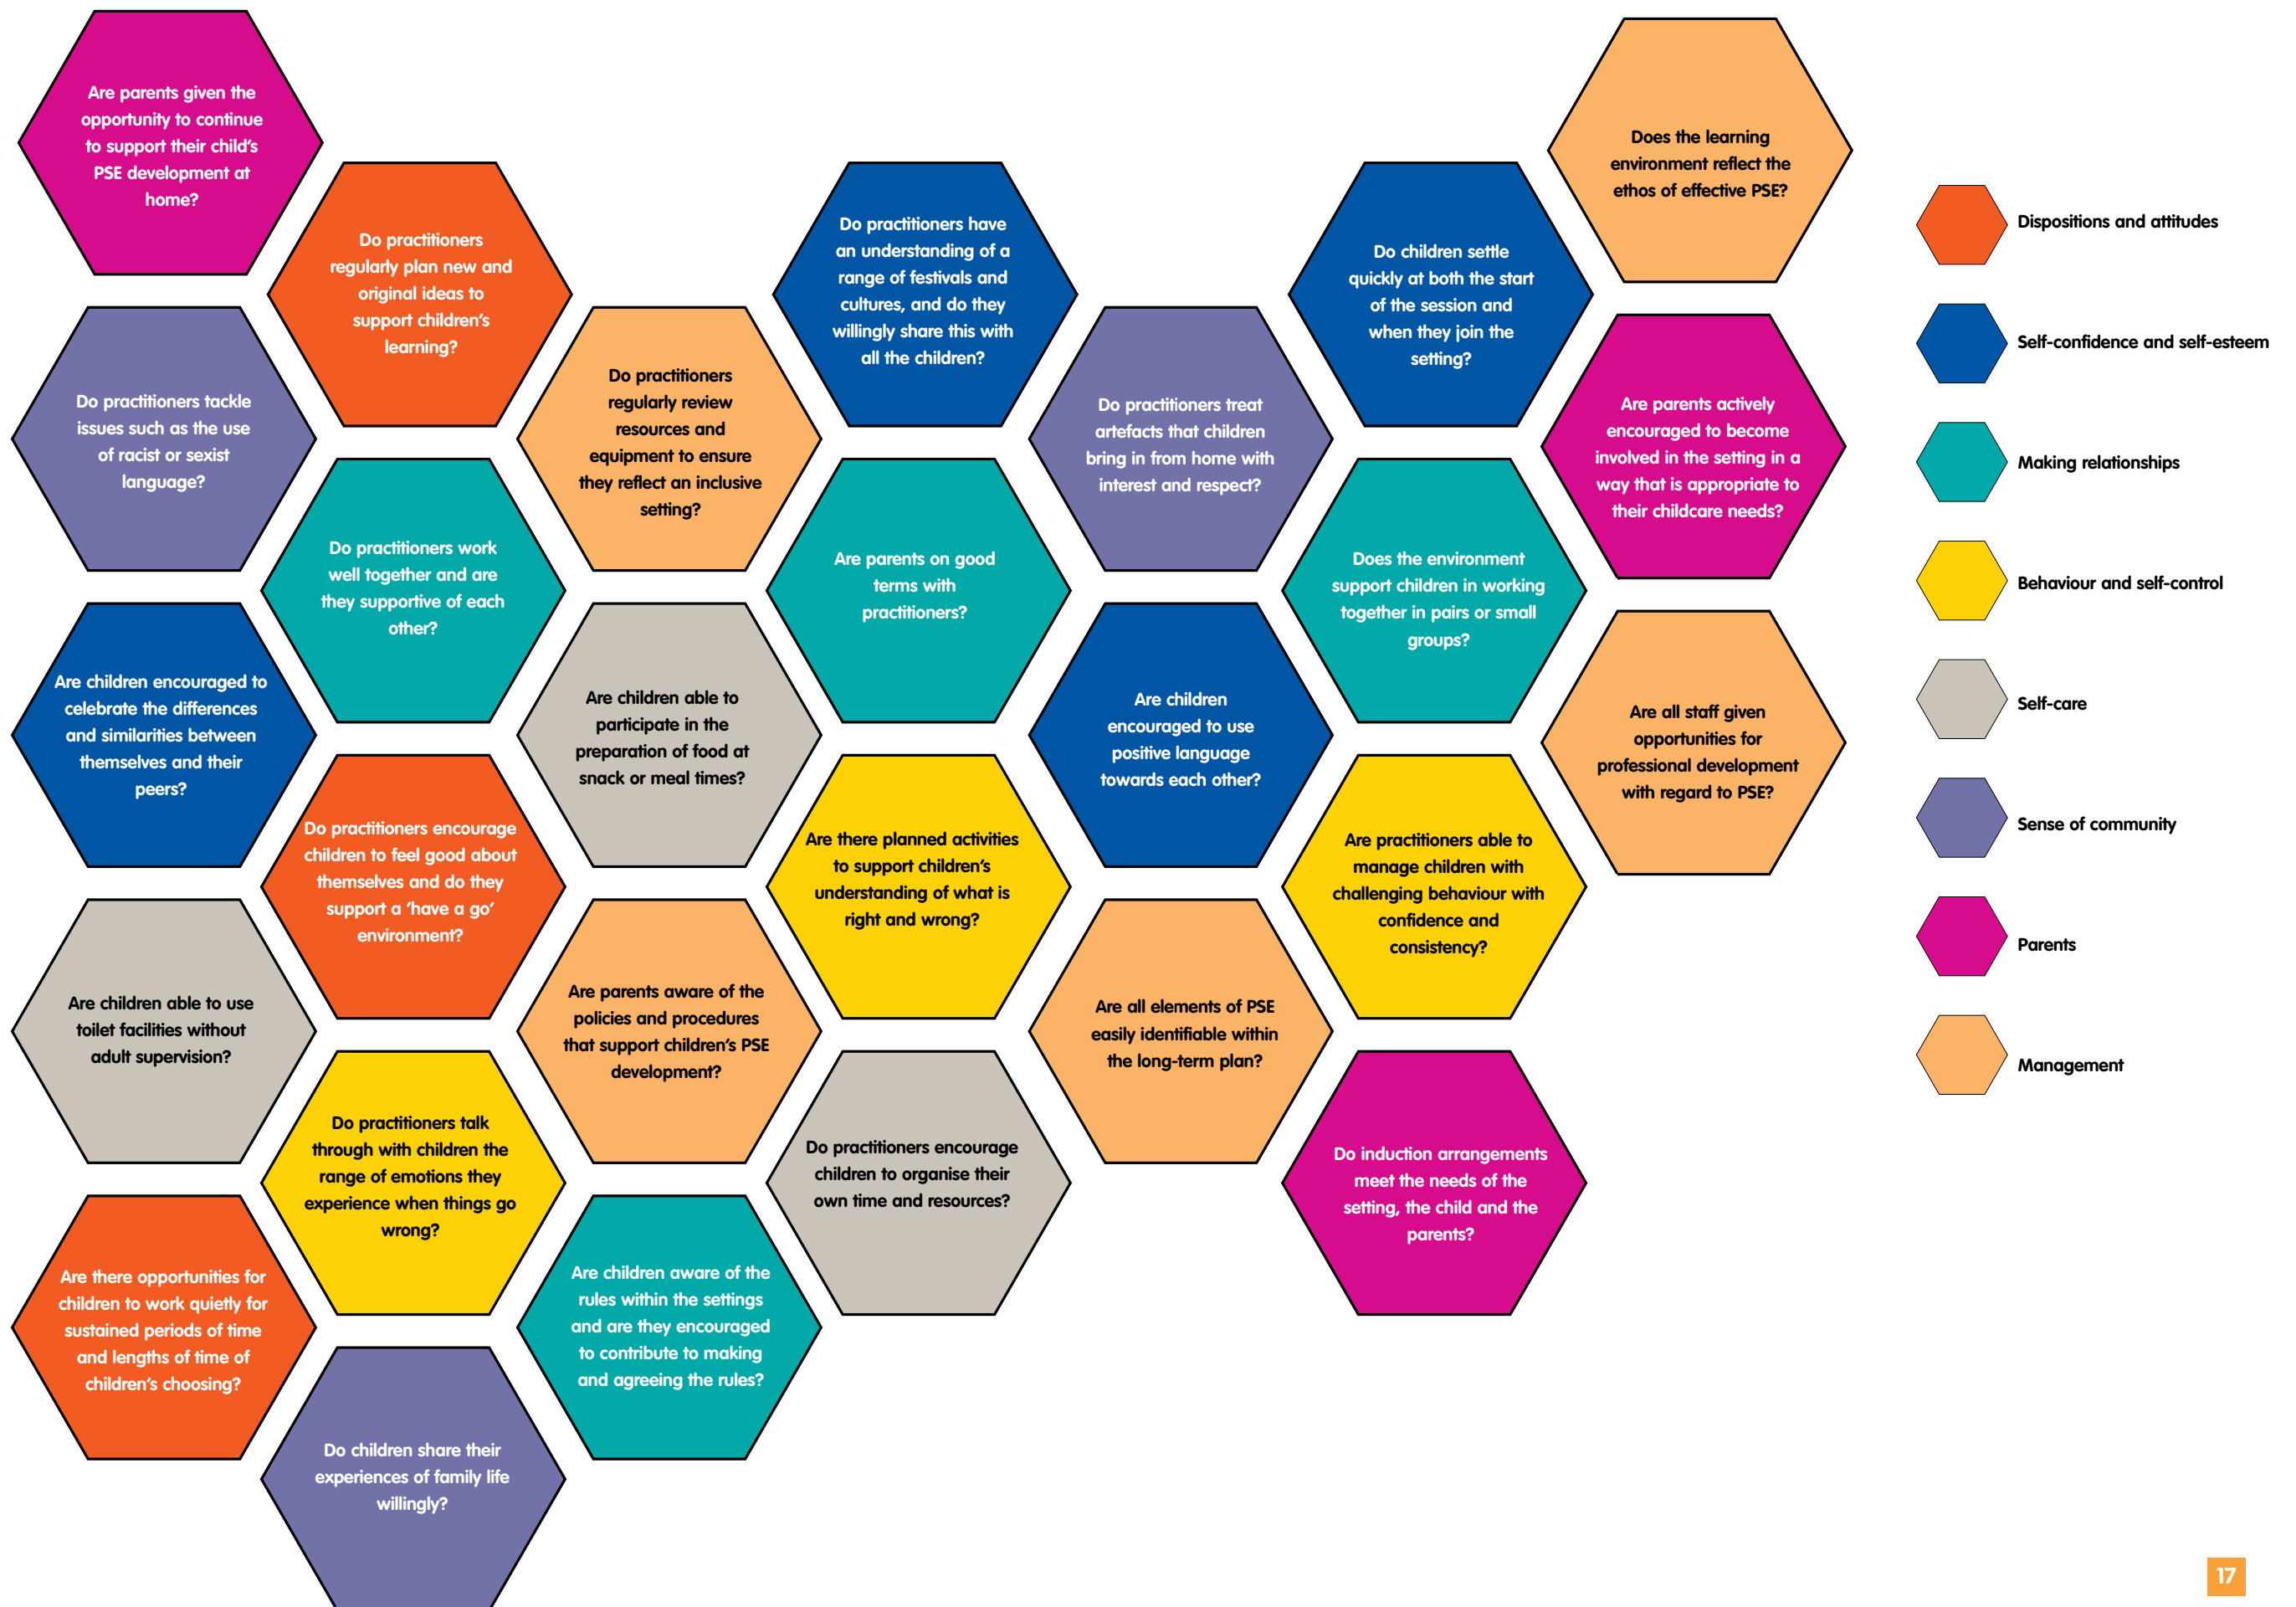 Are parents given the
opportunity to continue
to support their child’s
PSE development at
home?
Do practitioners
regularly plan new and
original ideas to
support children’s
learning?
Do practitioners have
an understanding of a
range of festivals and
cultures, and do they
willingly share this with
all the children?
Do children settle
quickly at both the start
of the session and
when they join the
setting?
Does the learning
environment reflect the
ethos of effective PSE?
Do practitioners tackle
issues such as the use
of racist or sexist
language?
Do practitioners
regularly review
resources and
equipment to ensure
they reflect an inclusive
setting?
Do practitioners treat
artefacts that children
bring in from home with
interest and respect?
Are parents actively
encouraged to become
involved in the setting in a
way that is appropriate to
their childcare needs?
Do practitioners work
well together and are
they supportive of each
other?
Are parents on good
terms with
practitioners?
Does the environment
support children in working
together in pairs or small
groups?
Are children encouraged to
celebrate the differences
and similarities between
themselves and their
peers?
Are children able to
participate in the
preparation of food at
snack or meal times?
Are children
encouraged to use
positive language
towards each other?
Are all staff given
opportunities for
professional development
with regard to PSE?
Do practitioners encourage
children to feel good about
themselves and do they
support a ‘have a go’
environment?
Are there planned activities
to support children’s
understanding of what is
right and wrong?
Are practitioners able to
manage children with
challenging behaviour with
confidence and
consistency?
Are children able to use
toilet facilities without
adult supervision?
Are parents aware of the
policies and procedures
that support children’s PSE
development?
Are all elements of PSE
easily identifiable within
the long-term plan?
Do practitioners talk
through with children the
range of emotions they
experience when things go
wrong?
Do practitioners encourage
children to organise their
own time and resources?
Do induction arrangements
meet the needs of the
setting, the child and the
parents?
Are there opportunities for
children to work quietly for
sustained periods of time
and lengths of time of
children’s choosing?
Are children aware of the
rules within the settings
and are they encouraged
to contribute to making
and agreeing the rules?
Do children share their
experiences of family life
willingly?
Dispositions and attitudes
Self-confidence and self-esteem
Making relationships
Behaviour and self-control
Self-care
Sense of community
Parents
Management
17